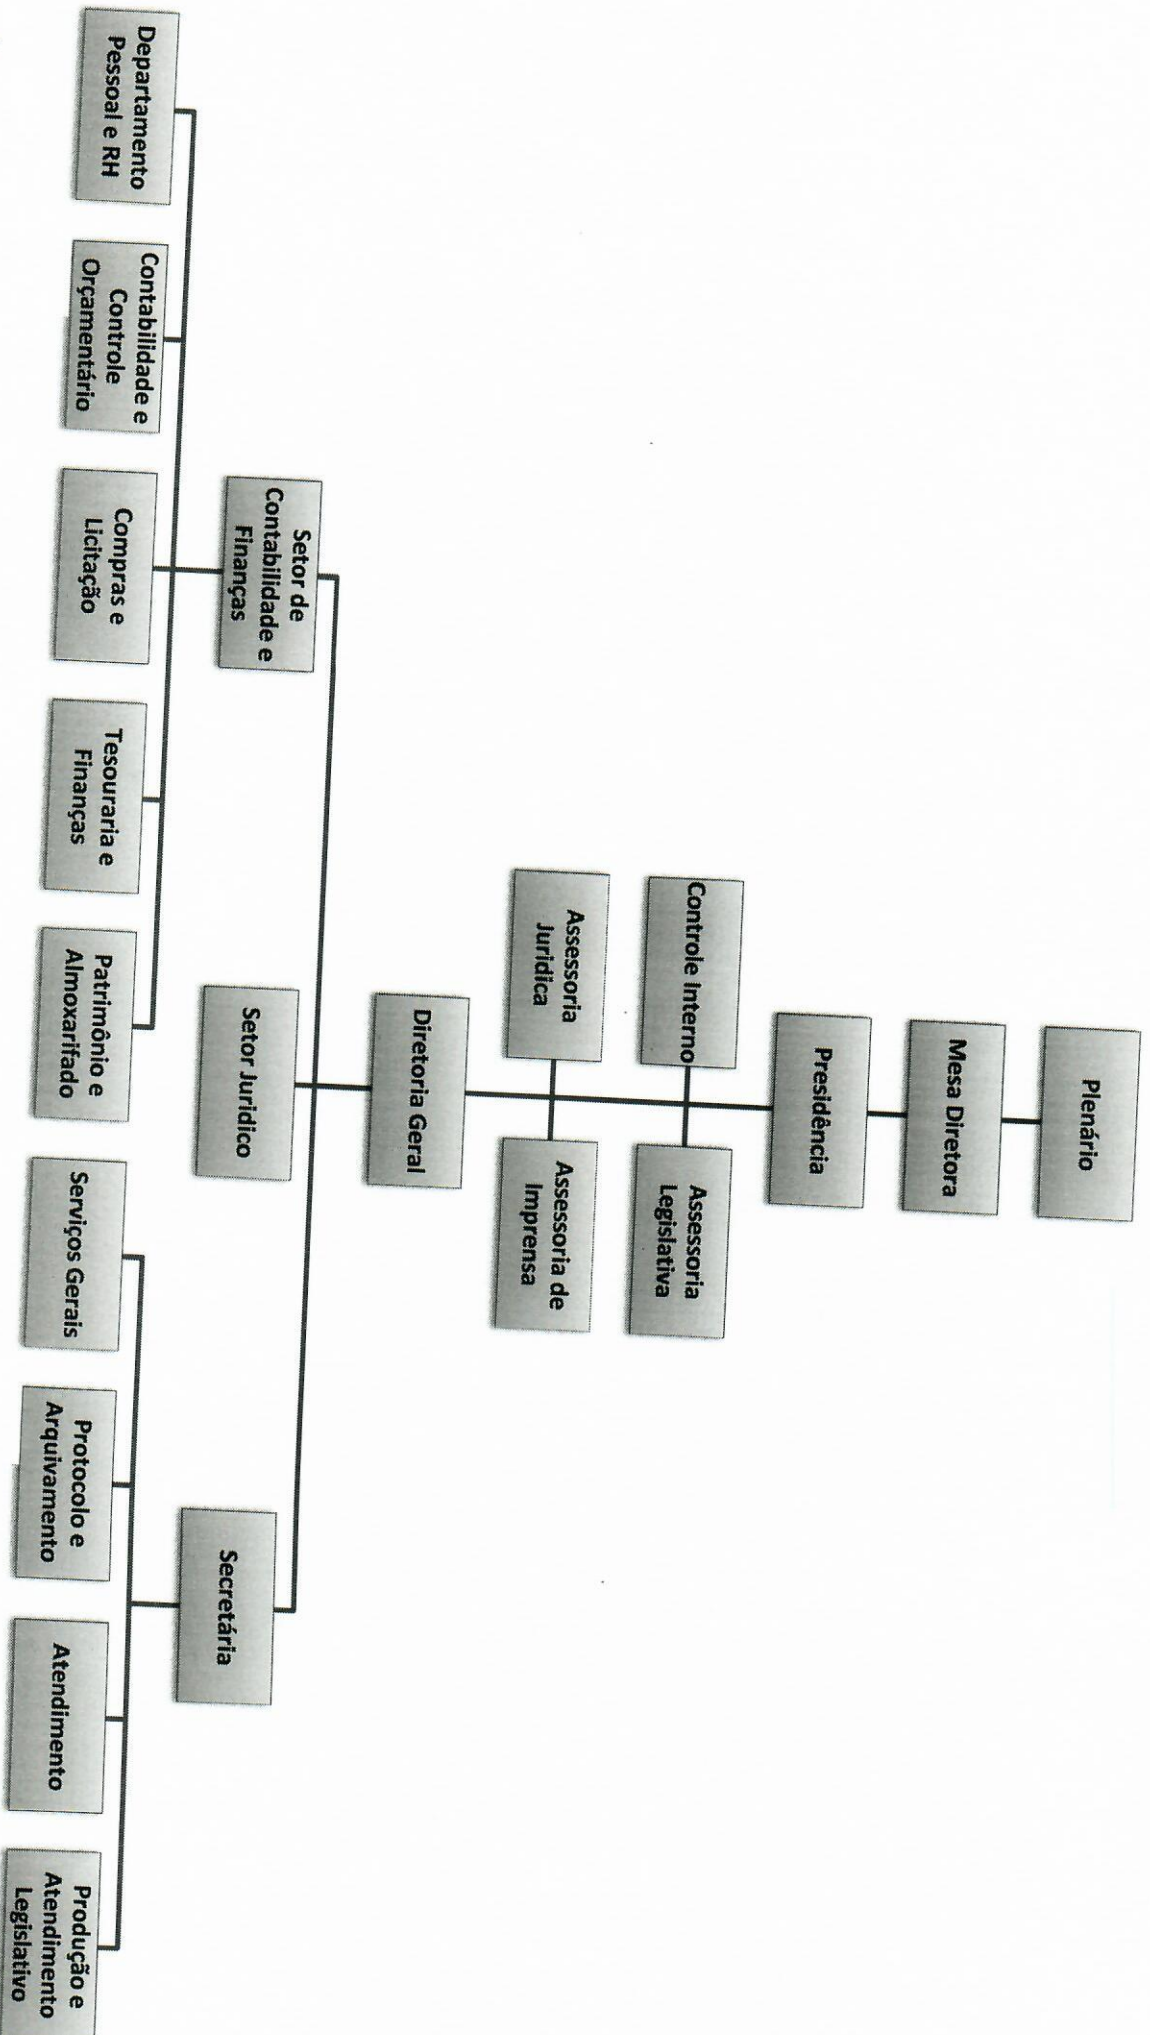 Plenário
Mesa Diretora
Presidência
Controle Interno
Assessoria
Legislativa
Assessoria
Juridica
Assessoria de
Imprensa
Diretoria Geral
Setor de
Contabilidade e
Finanças
Setor Juridico
Secretária
Departamento
Pessoal e RH
Contabilidade e
Controle
Orçamentário
Compras e
Licitação
Tesouraria e
Finanças
Patrimônio e
Almoxarifado
Serviços Gerais
Protocolo e
Arquivamento
Atendimento
Produção e
Atendimento
Legislativo